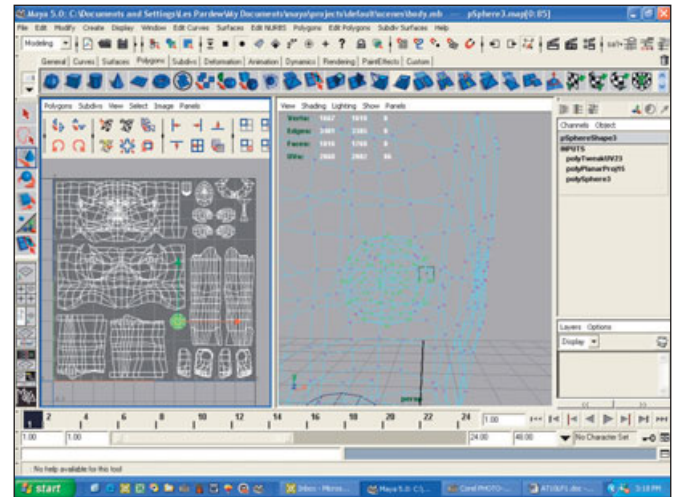 Maya 5.0: C:\Documents and Settings\Les Pardew\My Documents\maya\projects\default\scenes\body.mb --- pSphere3.map[0:85]
File Edit Modify Create Display Window Edit Curves Surfaces Edit NURBS Polygons Edit Polygons Subdiv Surfaces Help
Modeling
General Curves Surfaces Polygons Subdivs Deformation Animation Dynamics Rendering PaintEffects Custom
Polygons Subdivs View Select Image Panels
View Shading Lighting Show Panels
Channels Object
Verts:
Edges:
Faces:
UVs:
pSphereShape3
INPUTS
polyTweakUV23
polyPlanarProj15
polySphere3
Layers Options
Display
persp
2 4 6 8 10 12 14 16 18 20 22 24 1.00
1.00 1.00 24.00 48.00 No Character Set
No help available for this tool
start Inbox - Micros... Maya 5.0: C:\... Corel PHOTO-... AT10LFS.doc -... 3:18 PM